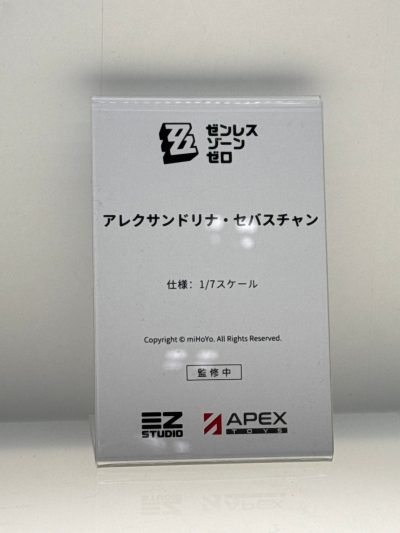 ゼンレス
ゾーン
ゼロ
アレクサンドリナ・セバスチャン
仕様: 1/7スケール
Copyright © miHoYo. All Rights Reserved.
監修中
EZ STUDIO
APEX TOYS